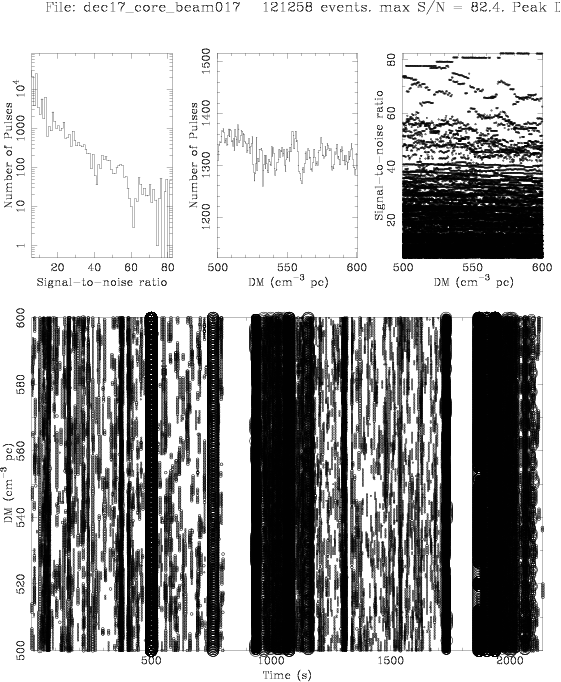 File: dec17_core_beam017 121258 events. max S/N = 82.4. Peak D
Number of Pulses
1 10 100 1000 10⁴
20 40 60 80
Signal-to-noise ratio
Number of Pulses
1200 1300 1400 1500
500 550 600
DM (cm⁻³ pc)
Signal-to-noise ratio
20 40 60 80
500 550 600
DM (cm⁻³ pc)
DM (cm⁻³ pc)
500 520 540 560 580 600
500 1000 1500 2000
Time (s)